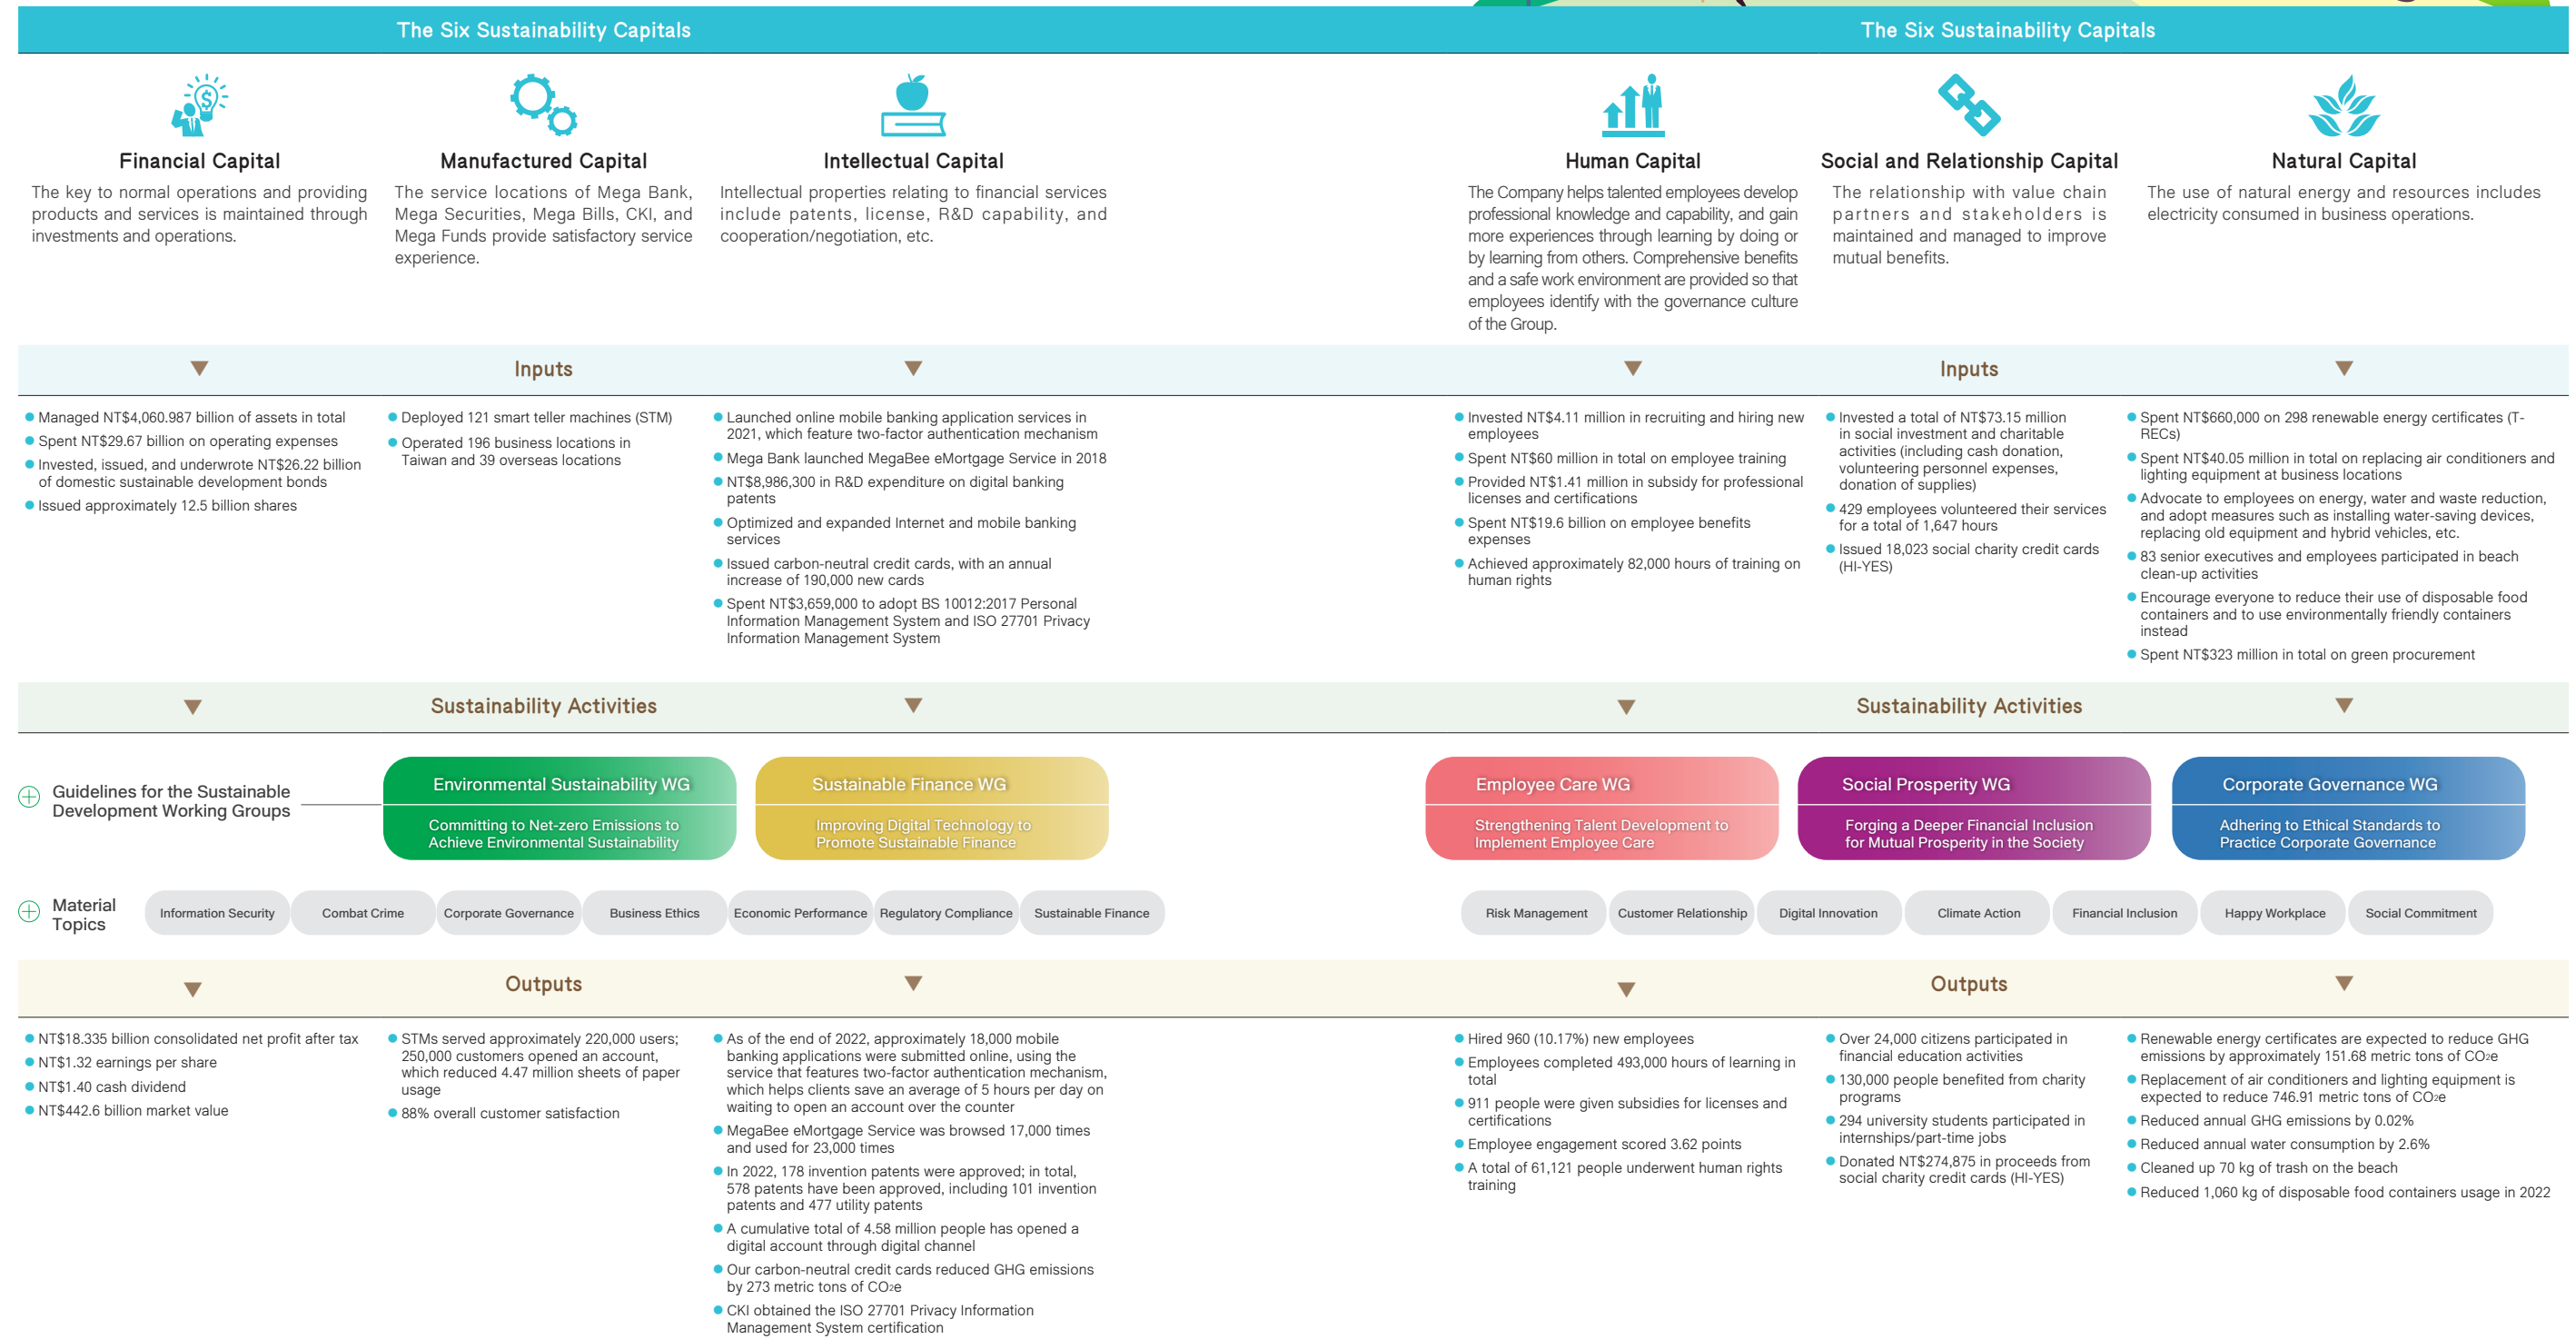 The Six Sustainability Capitals
Financial Capital
The key to normal operations and providing
products and services is maintained through
investments and operations.
Manufactured Capital
The service locations of Mega Bank,
Mega Securities, Mega Bills, CKI, and
Mega Funds provide satisfactory service
experience.
Intellectual Capital
Intellectual properties relating to financial services
include patents, license, R&D capability, and
cooperation/negotiation, etc.
The Six Sustainability Capitals
Human Capital
The Company helps talented employees develop
professional knowledge and capability, and gain
more experiences through learning by doing or
by learning from others. Comprehensive benefits
and a safe work environment are provided so that
employees identify with the governance culture
of the Group.
Social and Relationship Capital
The relationship with value chain
partners and stakeholders is
maintained and managed to improve
mutual benefits.
Natural Capital
The use of natural energy and resources includes
electricity consumed in business operations.
Inputs
Managed NT$4,060.987 billion of assets in total
Spent NT$29.67 billion on operating expenses
Invested, issued, and underwrote NT$26.22 billion
of domestic sustainable development bonds
Issued approximately 12.5 billion shares
Deployed 121 smart teller machines (STM)
Operated 196 business locations in
Taiwan and 39 overseas locations
Launched online mobile banking application services in
2021, which feature two-factor authentication mechanism
Mega Bank launched MegaBee eMortgage Service in 2018
NT$8,986,300 in R&D expenditure on digital banking
patents
Optimized and expanded Internet and mobile banking
services
Issued carbon-neutral credit cards, with an annual
increase of 190,000 new cards
Spent NT$3,659,000 to adopt BS 10012:2017 Personal
Information Management System and ISO 27701 Privacy
Information Management System
Inputs
Invested NT$4.11 million in recruiting and hiring new
employees
Spent NT$60 million in total on employee training
Provided NT$1.41 million in subsidy for professional
licenses and certifications
Spent NT$19.6 billion on employee benefits
expenses
Achieved approximately 82,000 hours of training on
human rights
Invested a total of NT$73.15 million
in social investment and charitable
activities (including cash donation,
volunteering personnel expenses,
donation of supplies)
429 employees volunteered their services
for a total of 1,647 hours
Issued 18,023 social charity credit cards
(HI-YES)
Spent NT$660,000 on 298 renewable energy certificates (T-
RECs)
Spent NT$40.05 million in total on replacing air conditioners and
lighting equipment at business locations
Advocate to employees on energy, water and waste reduction,
and adopt measures such as installing water-saving devices,
replacing old equipment and hybrid vehicles, etc.
83 senior executives and employees participated in beach
clean-up activities
Encourage everyone to reduce their use of disposable food
containers and to use environmentally friendly containers
instead
Spent NT$323 million in total on green procurement
Sustainability Activities
Sustainability Activities
Guidelines for the Sustainable
Development Working Groups
Environmental Sustainability WG
Committing to Net-zero Emissions to
Achieve Environmental Sustainability
Sustainable Finance WG
Improving Digital Technology to
Promote Sustainable Finance
Employee Care WG
Strengthening Talent Development to
Implement Employee Care
Social Prosperity WG
Forging a Deeper Financial Inclusion
for Mutual Prosperity in the Society
Corporate Governance WG
Adhering to Ethical Standards to
Practice Corporate Governance
Material
Topics
Information Security
Combat Crime
Corporate Governance
Business Ethics
Economic Performance
Regulatory Compliance
Sustainable Finance
Risk Management
Customer Relationship
Digital Innovation
Climate Action
Financial Inclusion
Happy Workplace
Social Commitment
Outputs
NT$18.335 billion consolidated net profit after tax
NT$1.32 earnings per share
NT$1.40 cash dividend
NT$442.6 billion market value
STMs served approximately 220,000 users;
250,000 customers opened an account,
which reduced 4.47 million sheets of paper
usage
88% overall customer satisfaction
As of the end of 2022, approximately 18,000 mobile
banking applications were submitted online, using the
service that features two-factor authentication mechanism,
which helps clients save an average of 5 hours per day on
waiting to open an account over the counter
MegaBee eMortgage Service was browsed 17,000 times
and used for 23,000 times
In 2022, 178 invention patents were approved; in total,
578 patents have been approved, including 101 invention
patents and 477 utility patents
A cumulative total of 4.58 million people has opened a
digital account through digital channel
Our carbon-neutral credit cards reduced GHG emissions
by 273 metric tons of CO2e
CKI obtained the ISO 27701 Privacy Information
Management System certification
Outputs
Hired 960 (10.17%) new employees
Employees completed 493,000 hours of learning in
total
911 people were given subsidies for licenses and
certifications
Employee engagement scored 3.62 points
A total of 61,121 people underwent human rights
training
Over 24,000 citizens participated in
financial education activities
130,000 people benefited from charity
programs
294 university students participated in
internships/part-time jobs
Donated NT$274,875 in proceeds from
social charity credit cards (HI-YES)
Renewable energy certificates are expected to reduce GHG
emissions by approximately 151.68 metric tons of CO2e
Replacement of air conditioners and lighting equipment is
expected to reduce 746.91 metric tons of CO2e
Reduced annual GHG emissions by 0.02%
Reduced annual water consumption by 2.6%
Cleaned up 70 kg of trash on the beach
Reduced 1,060 kg of disposable food containers usage in 2022